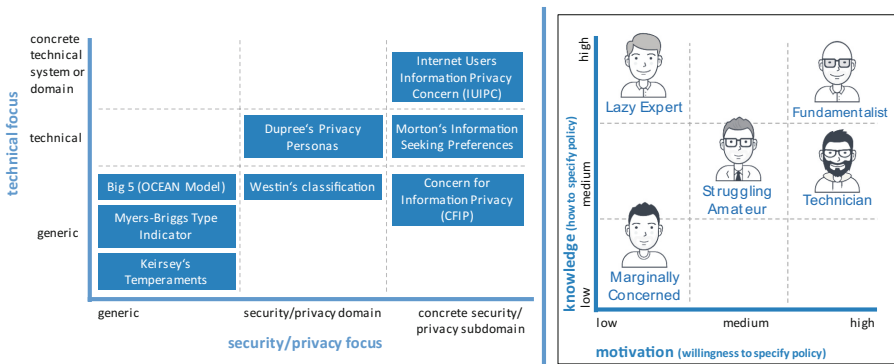 technical focus
concrete
technical
system or
domain
technical
generic
Internet Users
Information Privacy
Concern (IUIPC)
Dupree's Privacy
Personas
Morton's Information
Seeking Preferences
Big 5 (OCEAN Model)
Westin's classification
Concern for
Information Privacy
(CFIP)
Myers-Briggs Type
Indicator
Keirsey's
Temperaments
generic
security/privacy domain
concrete security/
privacy subdomain
security/privacy focus
knowledge (how to specify policy)
high
medium
low
Lazy Expert
Fundamentalist
Struggling
Amateur
Technician
Marginally
Concerned
low
medium
high
motivation (willingness to specify policy)